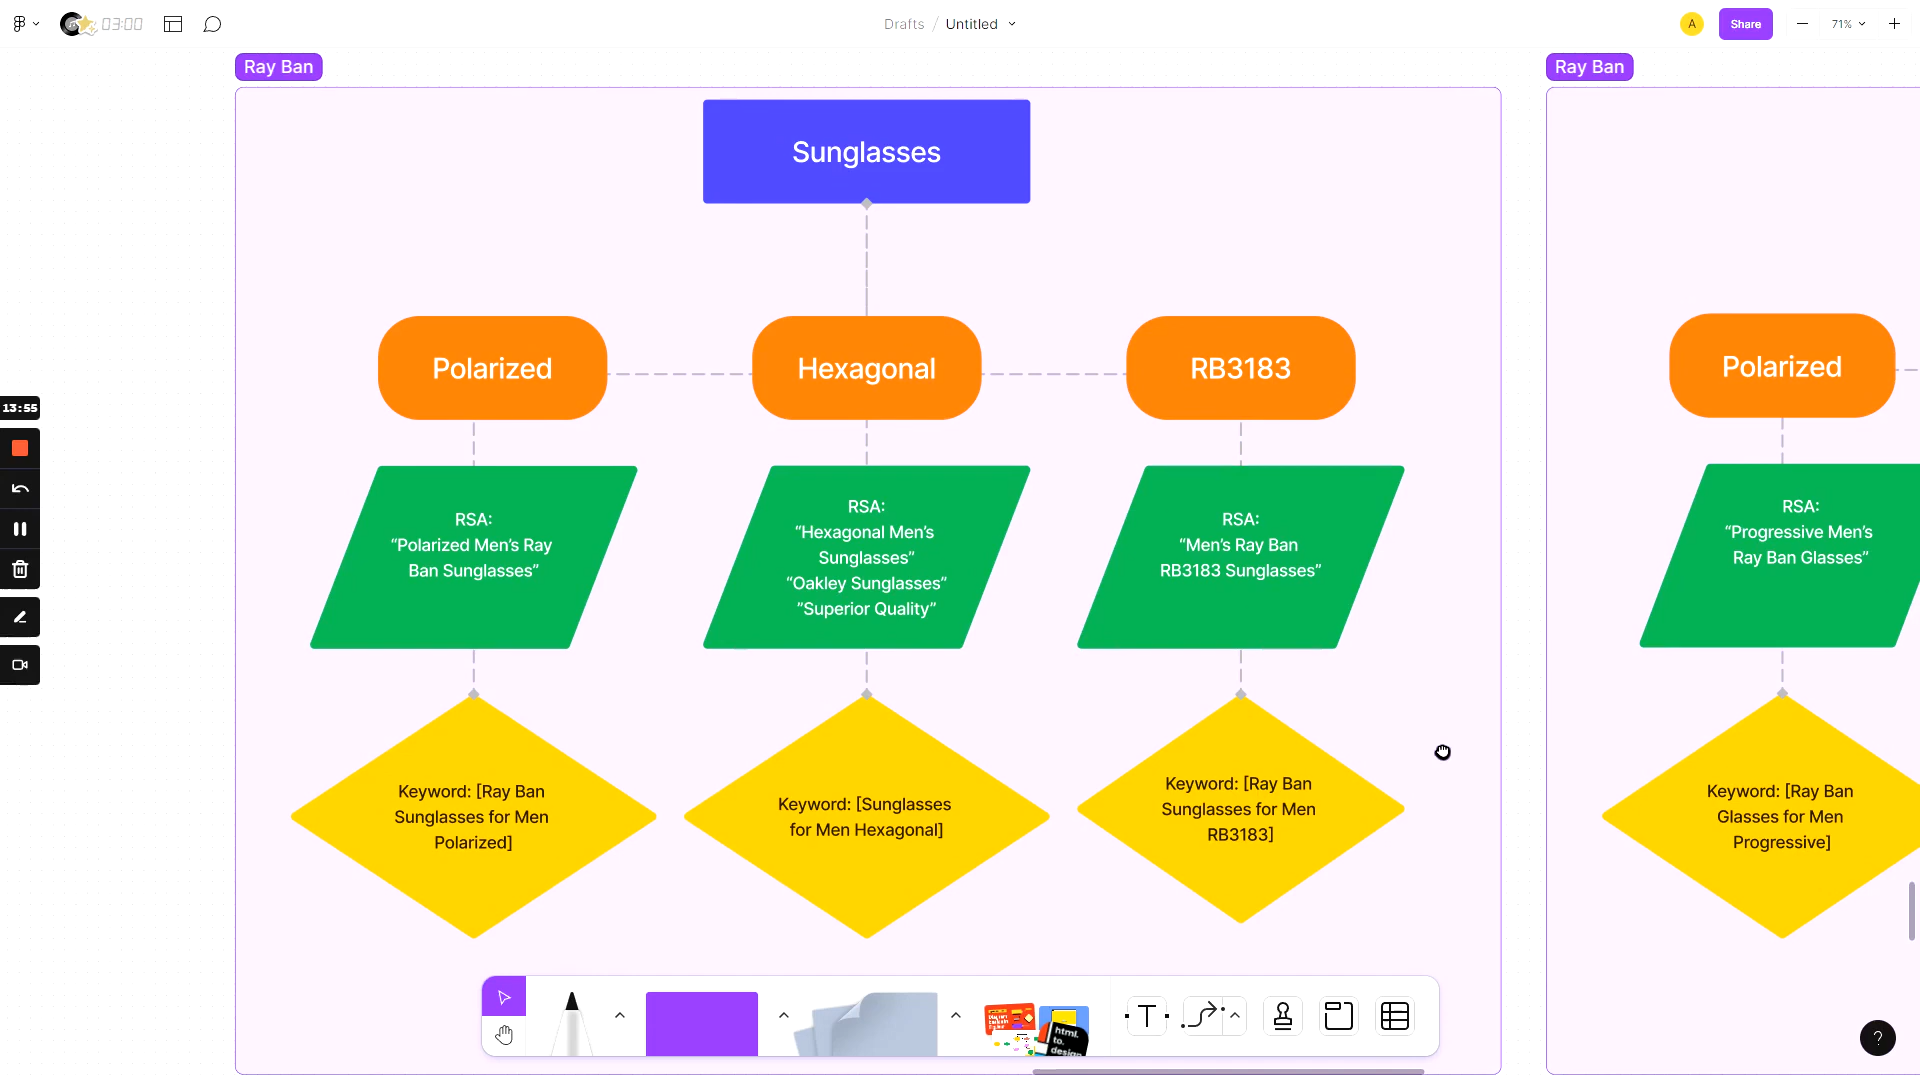 03:00
Drafts / Untitled
A
Share
71%
Ray Ban
Ray Ban
Sunglasses
Polarized
Hexagonal
RB3183
Polarized
13:55
RSA:
“Polarized Men’s Ray
Ban Sunglasses”
RSA:
“Hexagonal Men’s
Sunglasses”
“Oakley Sunglasses”
”Superior Quality”
RSA:
“Men’s Ray Ban
RB3183 Sunglasses”
RSA:
“Progressive Men’s
Ray Ban Glasses”
Keyword: [Ray Ban
Sunglasses for Men
Polarized]
Keyword: [Sunglasses
for Men Hexagonal]
Keyword: [Ray Ban
Sunglasses for Men
RB3183]
Keyword: [Ray Ban
Glasses for Men
Progressive]
html.
to.
design
T
?